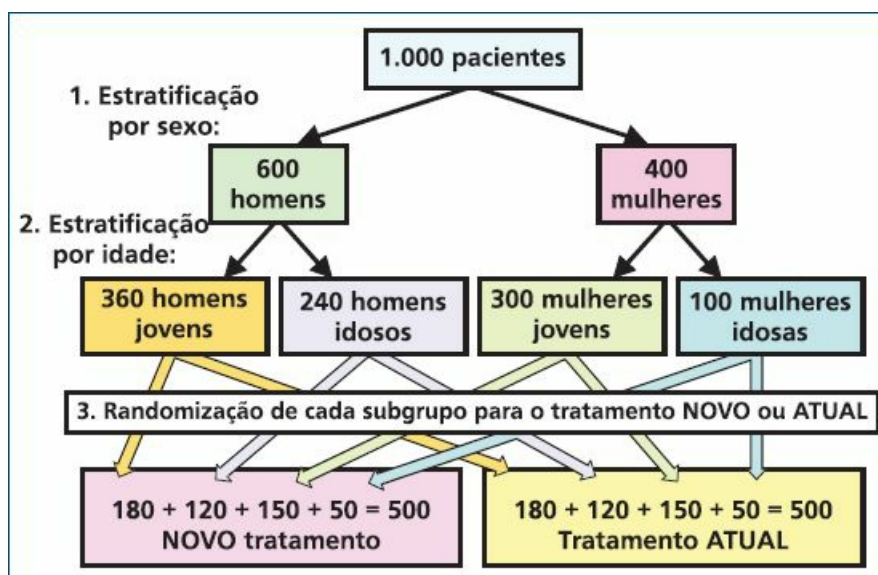 1.000 pacientes
1. Estratificação
por sexo:
600
homens
400
mulheres
2. Estratificação
por idade:
360 homens
jovens
240 homens
idosos
300 mulheres
jovens
100 mulheres
idosas
3. Randomização de cada subgrupo para o tratamento NOVO ou ATUAL
180 + 120 + 150 + 50 = 500
NOVO tratamento
180 + 120 + 150 + 50 = 500
Tratamento ATUAL